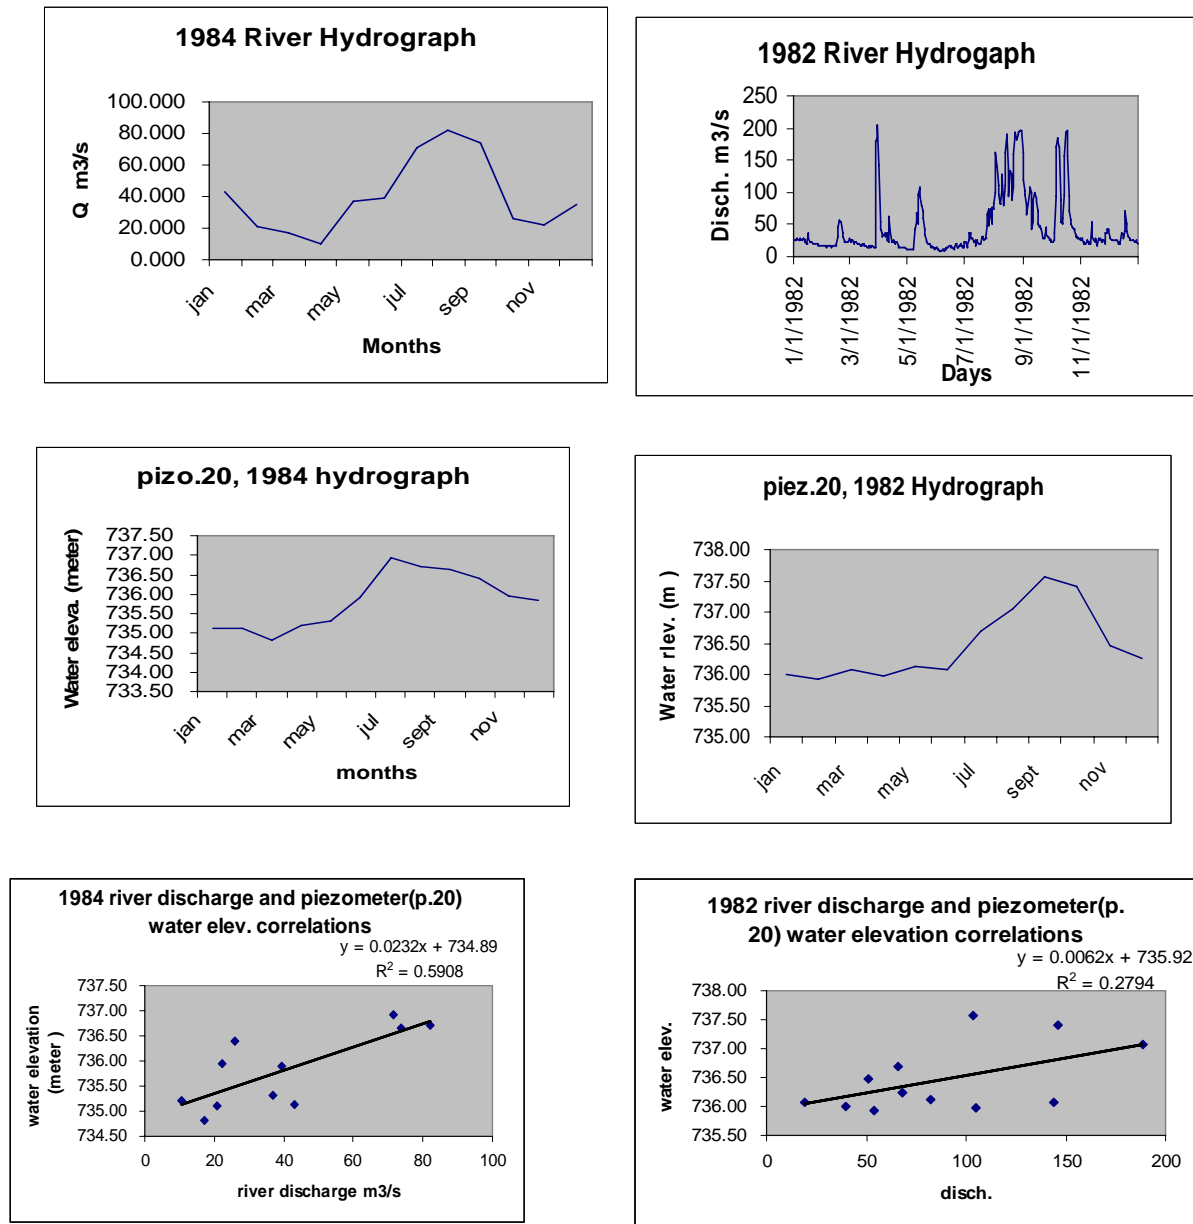 1984 River Hydrograph
100.000
80.000
60.000
40.000
20.000
0.000
Q m3/s
jan
mar
may
jul
sep
nov
Months
1982 River Hydrogaph
250
200
150
100
50
0
Disch. m3/s
1/1/1982
3/1/1982
5/1/1982
7/1/1982
9/1/1982
11/1/1982
Days
pizo.20, 1984 hydrograph
737.50
737.00
736.50
736.00
735.50
735.00
734.50
734.00
733.50
Water eleva. (meter)
jan
mar
may
jul
sept
nov
months
piez.20, 1982 Hydrograph
738.00
737.50
737.00
736.50
736.00
735.50
735.00
Water rlev. (m )
jan
mar
may
jul
sept
nov
1984 river discharge and piezometer(p.20)
water elev. correlations
y = 0.0232x + 734.89
R² = 0.5908
737.50
737.00
736.50
736.00
735.50
735.00
734.50
water elevation
(meter )
0
20
40
60
80
100
river discharge m3/s
1982 river discharge and piezometer(p.
20) water elevation correlations
y = 0.0062x + 735.92
R² = 0.2794
738.00
737.50
737.00
736.50
736.00
735.50
water elev.
0
50
100
150
200
disch.